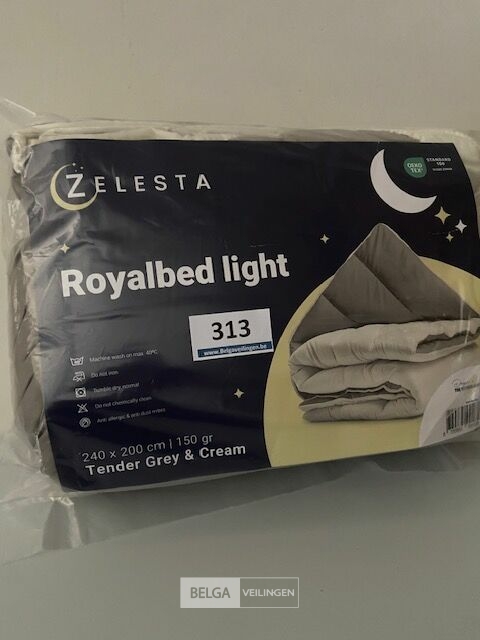 ZELESTA
OEKO
TEX®
STANDARD
100
Royalbed light
313
www.Belgaveilingen.be
Machine wash on max. 40ºC
Do not iron
Tumble dry, normal
Do not chemically clean
Anti allergic & anti dust mites
240 x 200 cm | 150 gr
Tender Grey & Cream
BELGA VEILINGEN